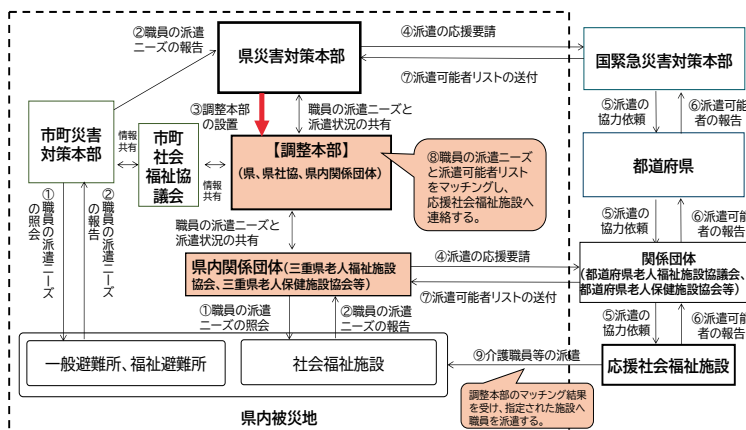 ②職員の派遣
ニーズの報告
県災害対策本部
④派遣の応援要請
⑦派遣可能者リストの送付
国緊急災害対策本部
③調整本部
の設置
職員の派遣ニーズと
派遣状況の共有
⑤派遣の
協力依頼
⑥派遣可能
者の報告
市町災害
対策本部
情報
共有
市町
社会
福祉協
議会
情報
共有
【調整本部】
(県、県社協、県内関係団体)
⑧職員の派遣ニーズ
と派遣可能者リスト
をマッチングし、
応援社会福祉施設へ
連絡する。
都道府県
①職員の派遣ニーズ
の照会
②職員の派遣ニーズ
の報告
職員の派遣ニーズと
派遣状況の共有
⑤派遣の
協力依頼
⑥派遣可能
者の報告
県内関係団体(三重県老人福祉施設
協会、三重県老人保健施設協会等)
④派遣の応援要請
⑦派遣可能者リストの送付
関係団体
(都道府県老人福祉施設協議会、
都道府県老人保健施設協会等)
①職員の派遣
ニーズの照会
②職員の派遣
ニーズの報告
⑤派遣の
協力依頼
⑥派遣可能
者の報告
一般避難所、福祉避難所
社会福祉施設
⑨介護職員等の派遣
応援社会福祉施設
調整本部のマッチング結果
を受け、指定された施設へ
職員を派遣する。
県内被災地